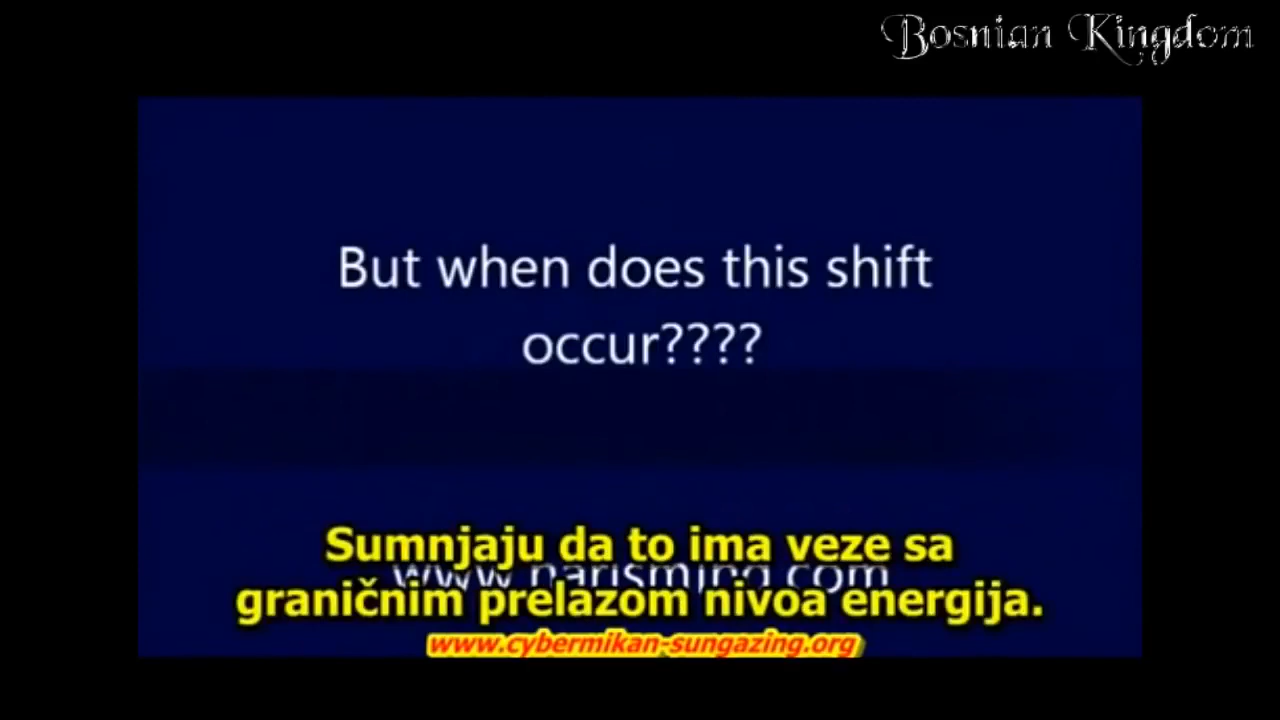 Bosnian Kingdom
But when does this shift
occur????
Sumnjaju da to ima veze sa
graničnim prelazom nivoa energija.
www.cybermikan-sungazing.org